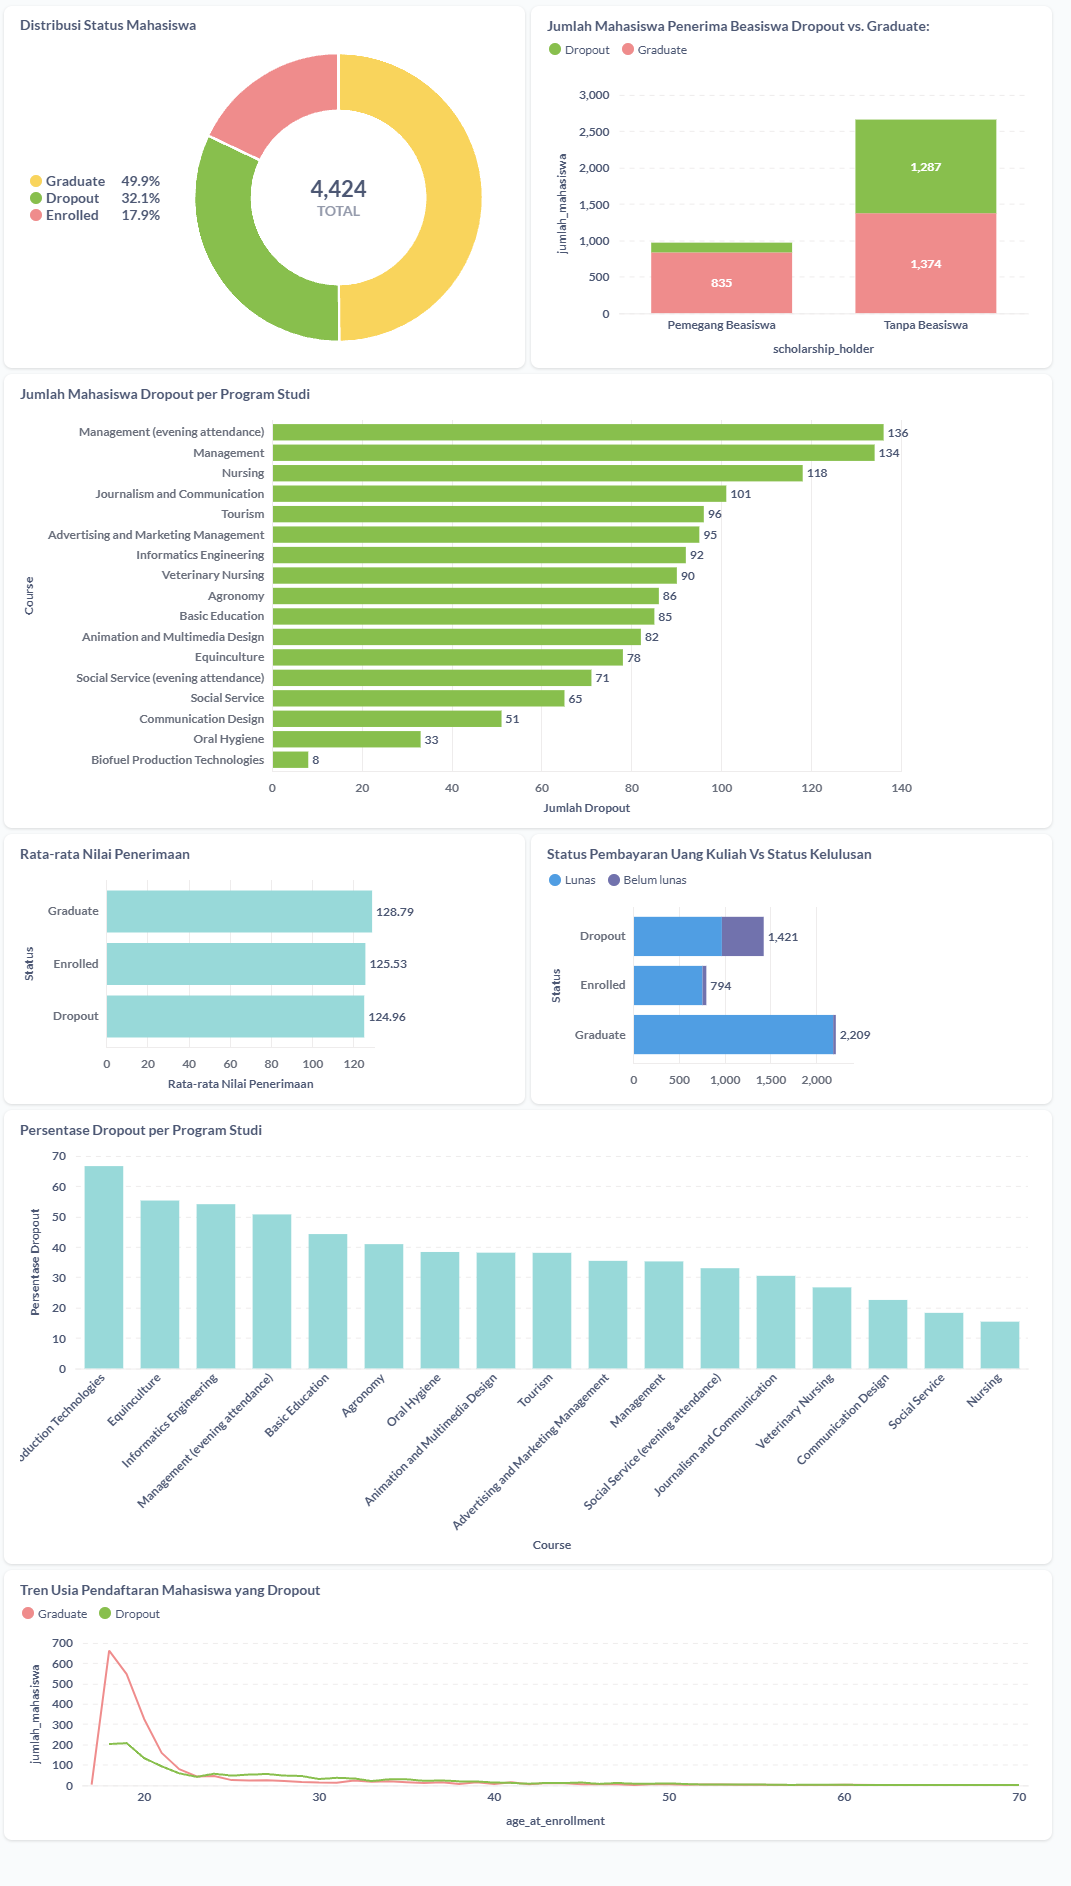 Distribusi Status Mahasiswa
Graduate 49.9%
Dropout 32.1%
Enrolled 17.9%
4,424
TOTAL
Jumlah Mahasiswa Penerima Beasiswa Dropout vs. Graduate:
Dropout Graduate
jumlah_mahasiswa
3,000
2,500
2,000
1,500
1,000
500
0
1,287
1,374
835
Pemegang Beasiswa Tanpa Beasiswa
scholarship_holder
Jumlah Mahasiswa Dropout per Program Studi
Course
Management (evening attendance) 136
Management 134
Nursing 118
Journalism and Communication 101
Tourism 96
Advertising and Marketing Management 95
Informatics Engineering 92
Veterinary Nursing 90
Agronomy 86
Basic Education 85
Animation and Multimedia Design 82
Equinculture 78
Social Service (evening attendance) 71
Social Service 65
Communication Design 51
Oral Hygiene 33
Biofuel Production Technologies 8
0 20 40 60 80 100 120 140
Jumlah Dropout
Rata-rata Nilai Penerimaan
Status
Graduate 128.79
Enrolled 125.53
Dropout 124.96
0 20 40 60 80 100 120
Rata-rata Nilai Penerimaan
Status Pembayaran Uang Kuliah Vs Status Kelulusan
Lunas Belum lunas
Status
Dropout 1,421
Enrolled 794
Graduate 2,209
0 500 1,000 1,500 2,000
Persentase Dropout per Program Studi
Persentase Dropout
70
60
50
40
30
20
10
0
Technologies
Equinculture
Informatics Engineering
Management (evening attendance)
Basic Education
Agronomy
Oral Hygiene
Animation and Multimedia Design
Tourism
Advertising and Marketing Management
Management
Social Service (evening attendance)
Journalism and Communication
Veterinary Nursing
Communication Design
Social Service
Nursing
Course
Tren Usia Pendaftaran Mahasiswa yang Dropout
Graduate Dropout
jumlah_mahasiswa
700
600
500
400
300
200
100
0
20 30 40 50 60 70
age_at_enrollment